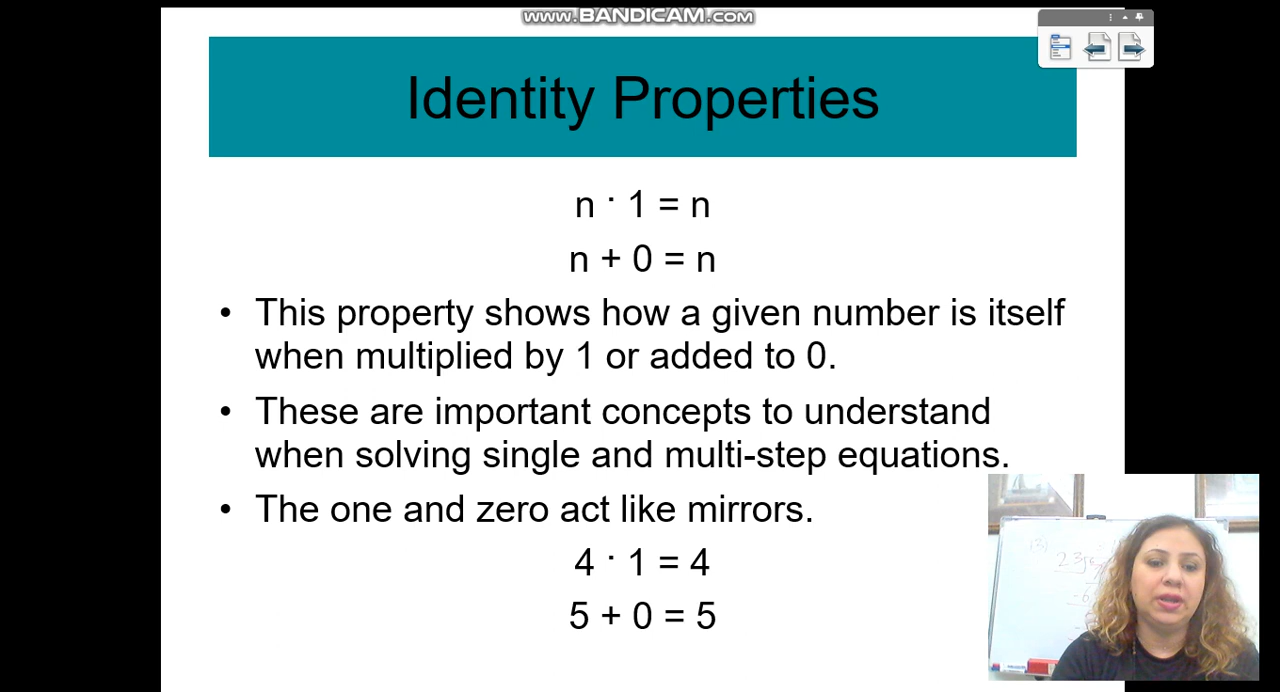 www.BANDICAM.com
Identity Properties
n · 1 = n
n + 0 = n
• This property shows how a given number is itself
when multiplied by 1 or added to 0.
• These are important concepts to understand
when solving single and multi-step equations.
• The one and zero act like mirrors.
4 · 1 = 4
5 + 0 = 5